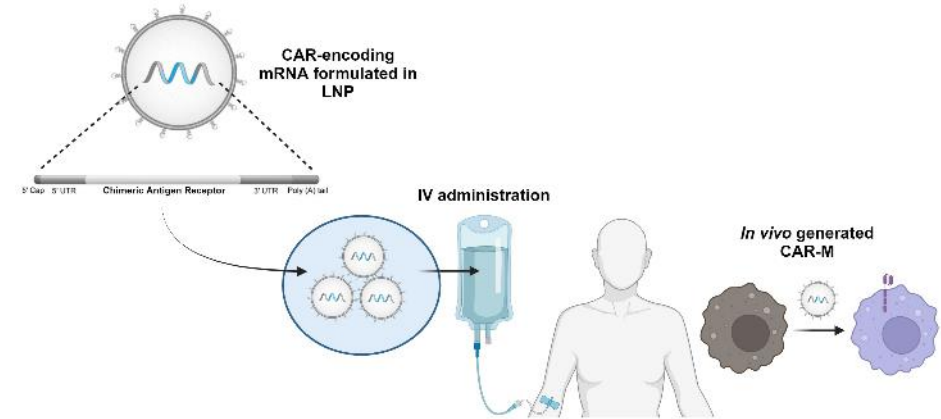 CAR-encoding
mRNA formulated in
LNP
5' Cap 5' UTR Chimeric Antigen Receptor 3' UTR Poly (A) tail
IV administration
In vivo generated
CAR-M